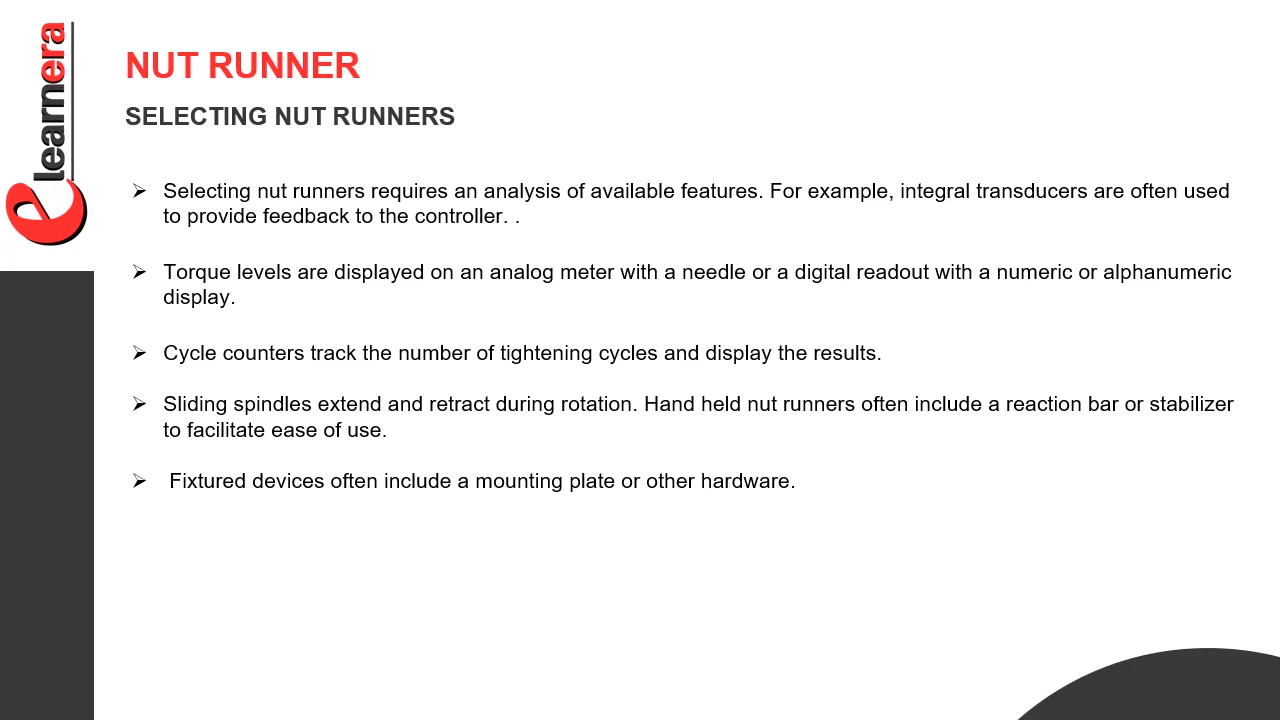 elearnera
NUT RUNNER
SELECTING NUT RUNNERS
➢ Selecting nut runners requires an analysis of available features. For example, integral transducers are often used
to provide feedback to the controller. .
➢ Torque levels are displayed on an analog meter with a needle or a digital readout with a numeric or alphanumeric
display.
➢ Cycle counters track the number of tightening cycles and display the results.
➢ Sliding spindles extend and retract during rotation. Hand held nut runners often include a reaction bar or stabilizer
to facilitate ease of use.
➢ Fixtured devices often include a mounting plate or other hardware.